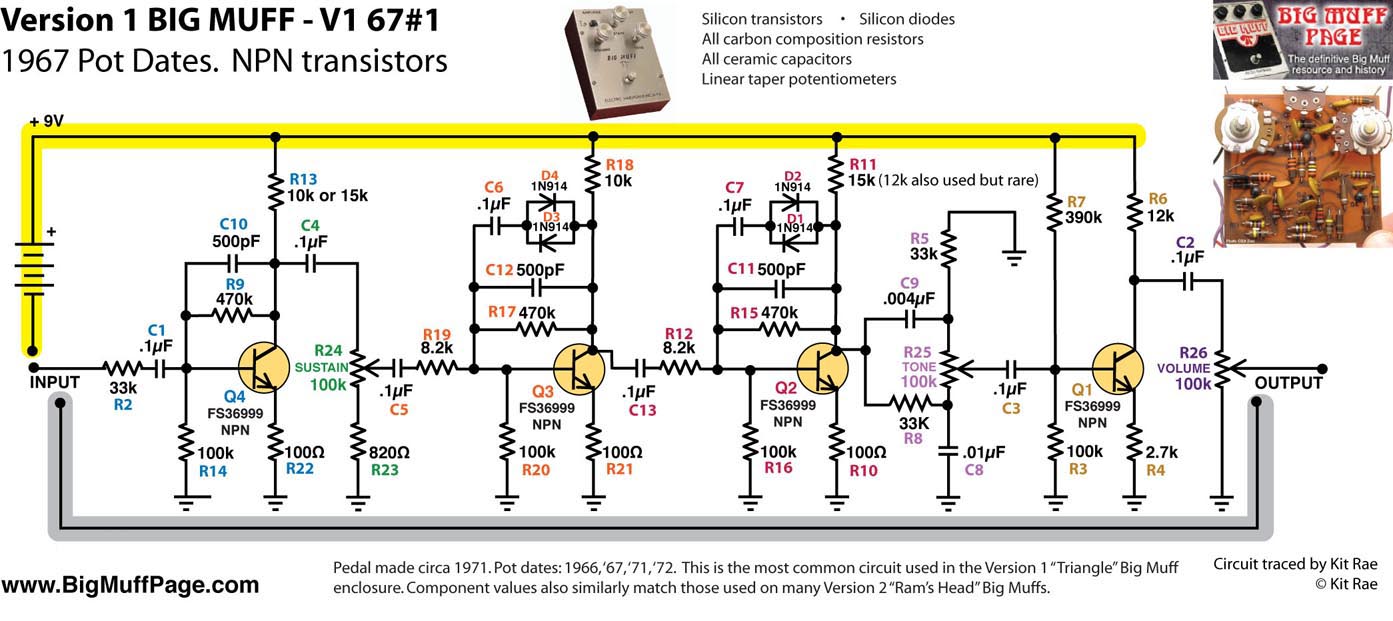 Version 1 BIG MUFF - V1 67#1
1967 Pot Dates. NPN transistors
BIG MUFF
Silicon transistors • Silicon diodes
All carbon composition resistors
All ceramic capacitors
Linear taper potentiometers
BIG MUFF
π
BIG MUFF
PAGE
The definitive Big Muff
resource and history
+ 9V
+
INPUT
33k
R2
C1
.1µF
C10
500pF
R9
470k
R13
10k or 15k
C4
.1µF
Q4
FS36999
NPN
100k
R14
100Ω
R22
R24
SUSTAIN
100k
820Ω
R23
.1µF
C5
R19
8.2k
C6
.1µF
D4
1N914
D3
1N914
R18
10k
C12 500pF
R17 470k
Q3
FS36999
NPN
100k
R20
100Ω
R21
.1µF
C13
R12
8.2k
C7
.1µF
D2
1N914
D1
1N914
R11
15k (12k also used but rare)
C11 500pF
R15 470k
Q2
FS36999
NPN
100k
R16
100Ω
R10
R5
33k
C9
.004µF
R25
TONE
100k
33K
R8
.01µF
C8
.1µF
C3
R7
390k
R6
12k
C2
.1µF
Q1
FS36999
NPN
100k
R3
2.7k
R4
R26
VOLUME
100k
OUTPUT
www.BigMuffPage.com
Pedal made circa 1971. Pot dates: 1966,'67,'71,'72. This is the most common circuit used in the Version 1 "Triangle" Big Muff
enclosure. Component values also similarly match those used on many Version 2 "Ram's Head" Big Muffs.
Circuit traced by Kit Rae
© Kit Rae